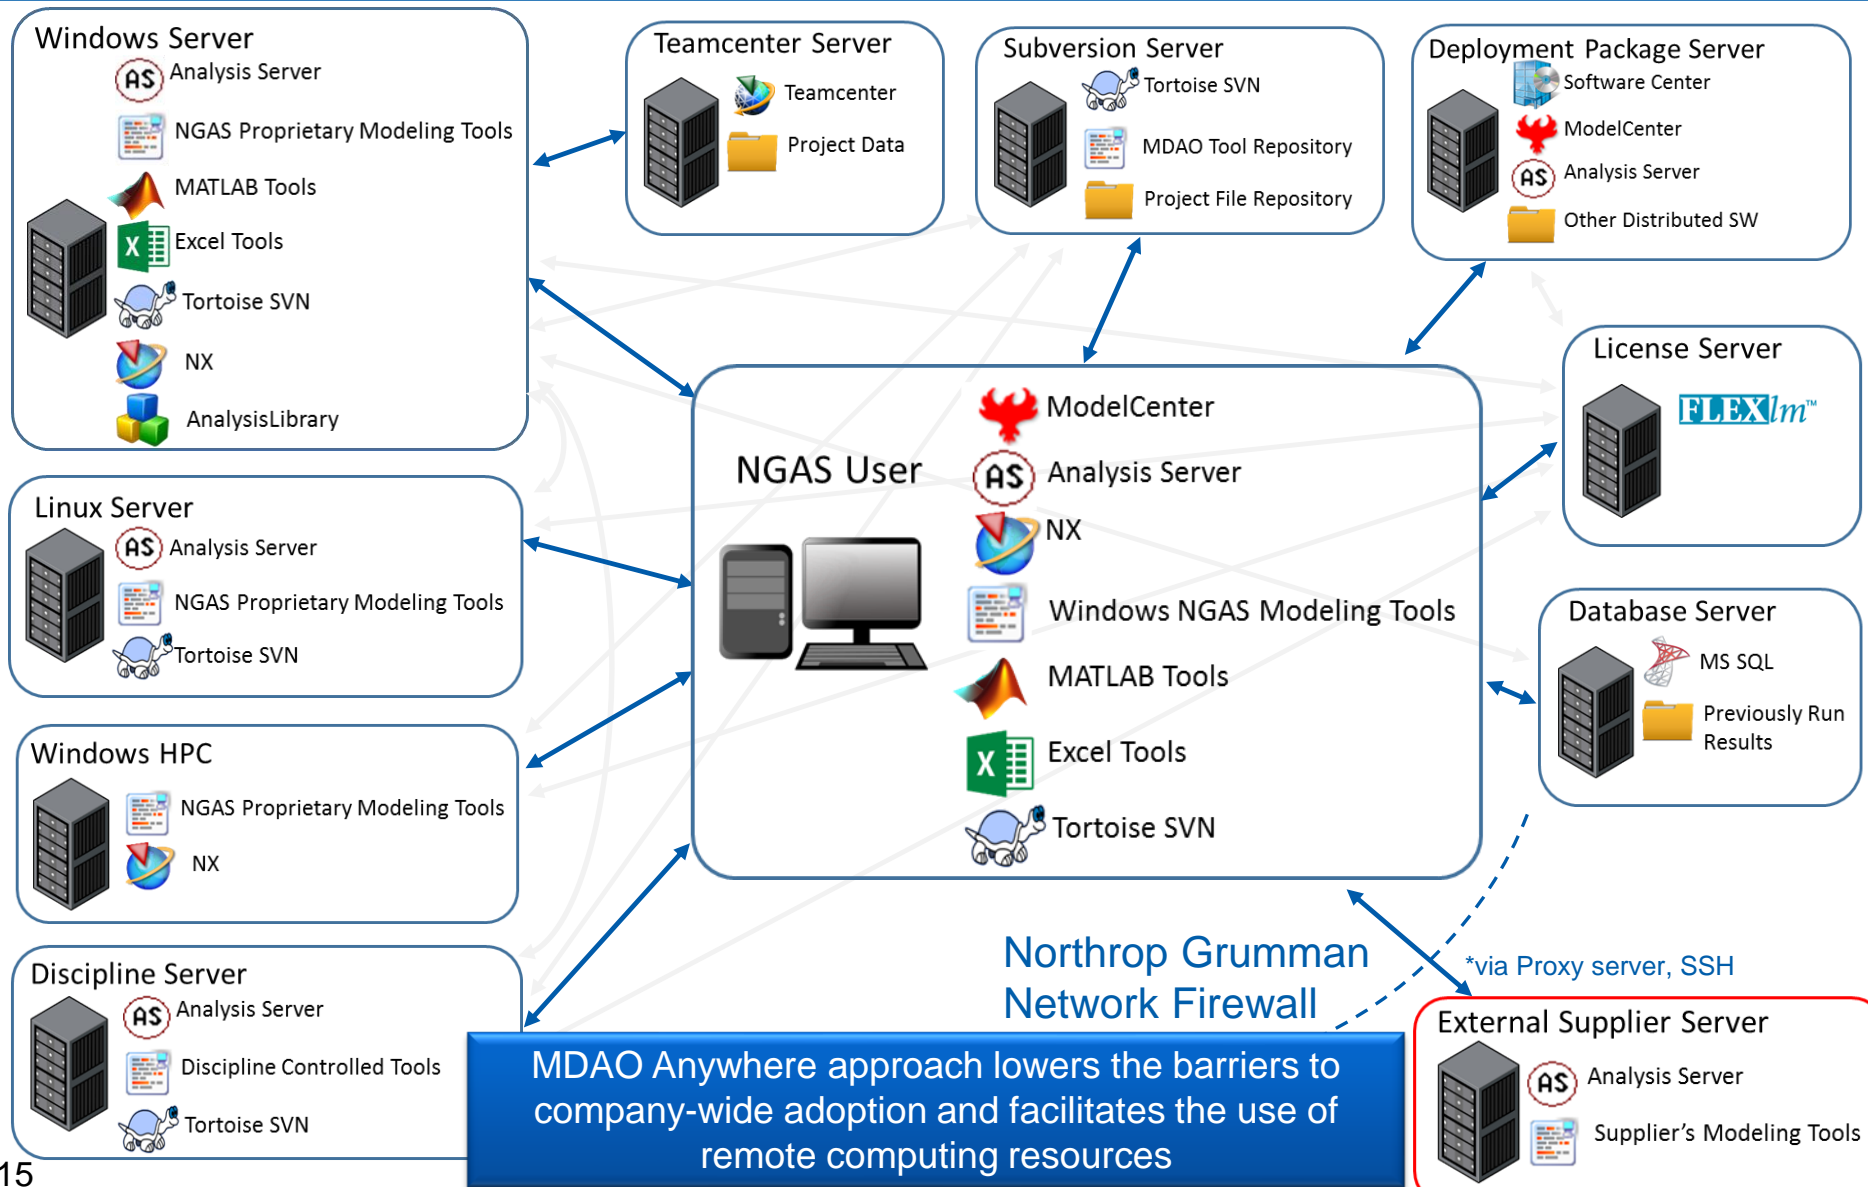 Windows Server
AS
Analysis Server
NGAS Proprietary Modeling Tools
MATLAB Tools
X
Excel Tools
Tortoise SVN
NX
AnalysisLibrary
Teamcenter Server
Teamcenter
Project Data
Subversion Server
Tortoise SVN
MDAO Tool Repository
Project File Repository
Deployment Package Server
Software Center
ModelCenter
AS
Analysis Server
Other Distributed SW
License Server
FLEXlm™
Linux Server
AS
Analysis Server
NGAS Proprietary Modeling Tools
Tortoise SVN
NGAS User
ModelCenter
AS
Analysis Server
NX
Windows NGAS Modeling Tools
MATLAB Tools
X
Excel Tools
Tortoise SVN
Database Server
MS SQL
Previously Run
Results
Windows HPC
NGAS Proprietary Modeling Tools
NX
Discipline Server
AS
Analysis Server
Discipline Controlled Tools
Tortoise SVN
Northrop Grumman
Network Firewall
*via Proxy server, SSH
External Supplier Server
AS
Analysis Server
Supplier’s Modeling Tools
MDAO Anywhere approach lowers the barriers to
company-wide adoption and facilitates the use of
remote computing resources
15